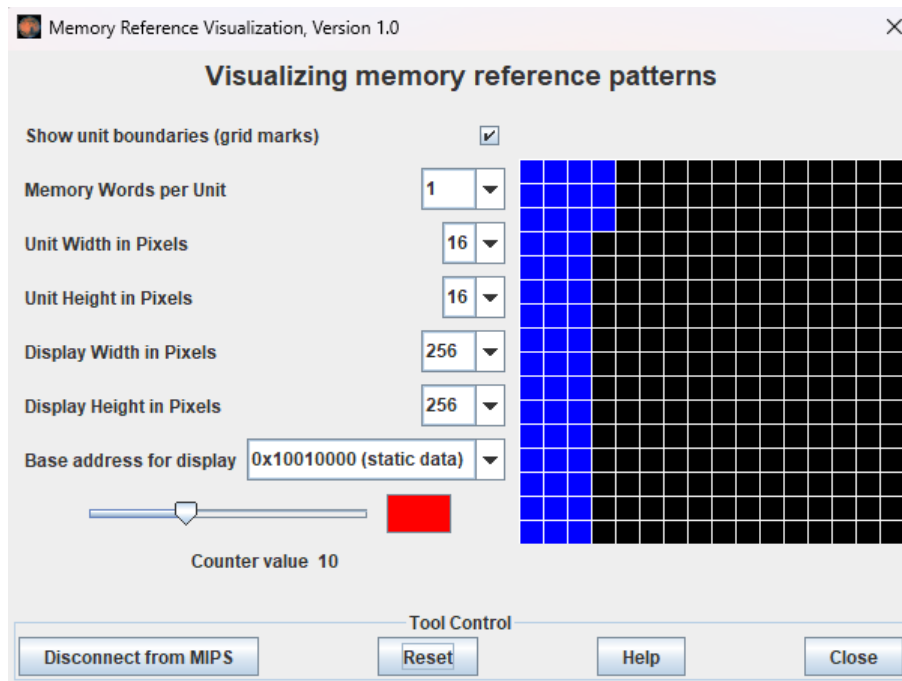 Memory Reference Visualization, Version 1.0
Visualizing memory reference patterns
Show unit boundaries (grid marks)
Memory Words per Unit 1
Unit Width in Pixels 16
Unit Height in Pixels 16
Display Width in Pixels 256
Display Height in Pixels 256
Base address for display 0x10010000 (static data)
Counter value 10
Tool Control
Disconnect from MIPS Reset Help Close